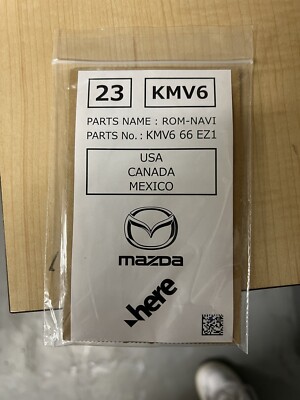 23 KMV6
PARTS NAME : ROM-NAVI
PARTS No. : KMV6 66 EZ1
USA
CANADA
MEXICO
mazDa
here